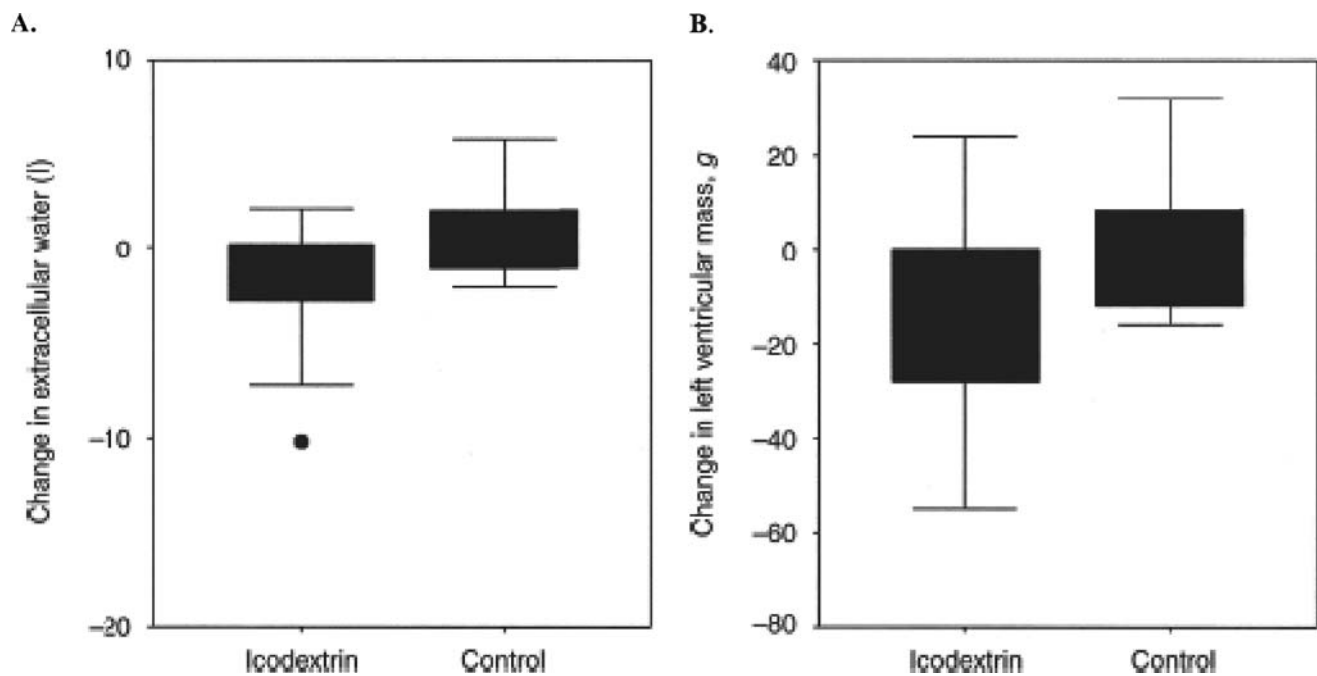 A.
Change in extracellular water (l)
10
0
–10
–20
Icodextrin Control
B.
Change in left ventricular mass, g
40
20
0
–20
–40
–60
–80
Icodextrin Control